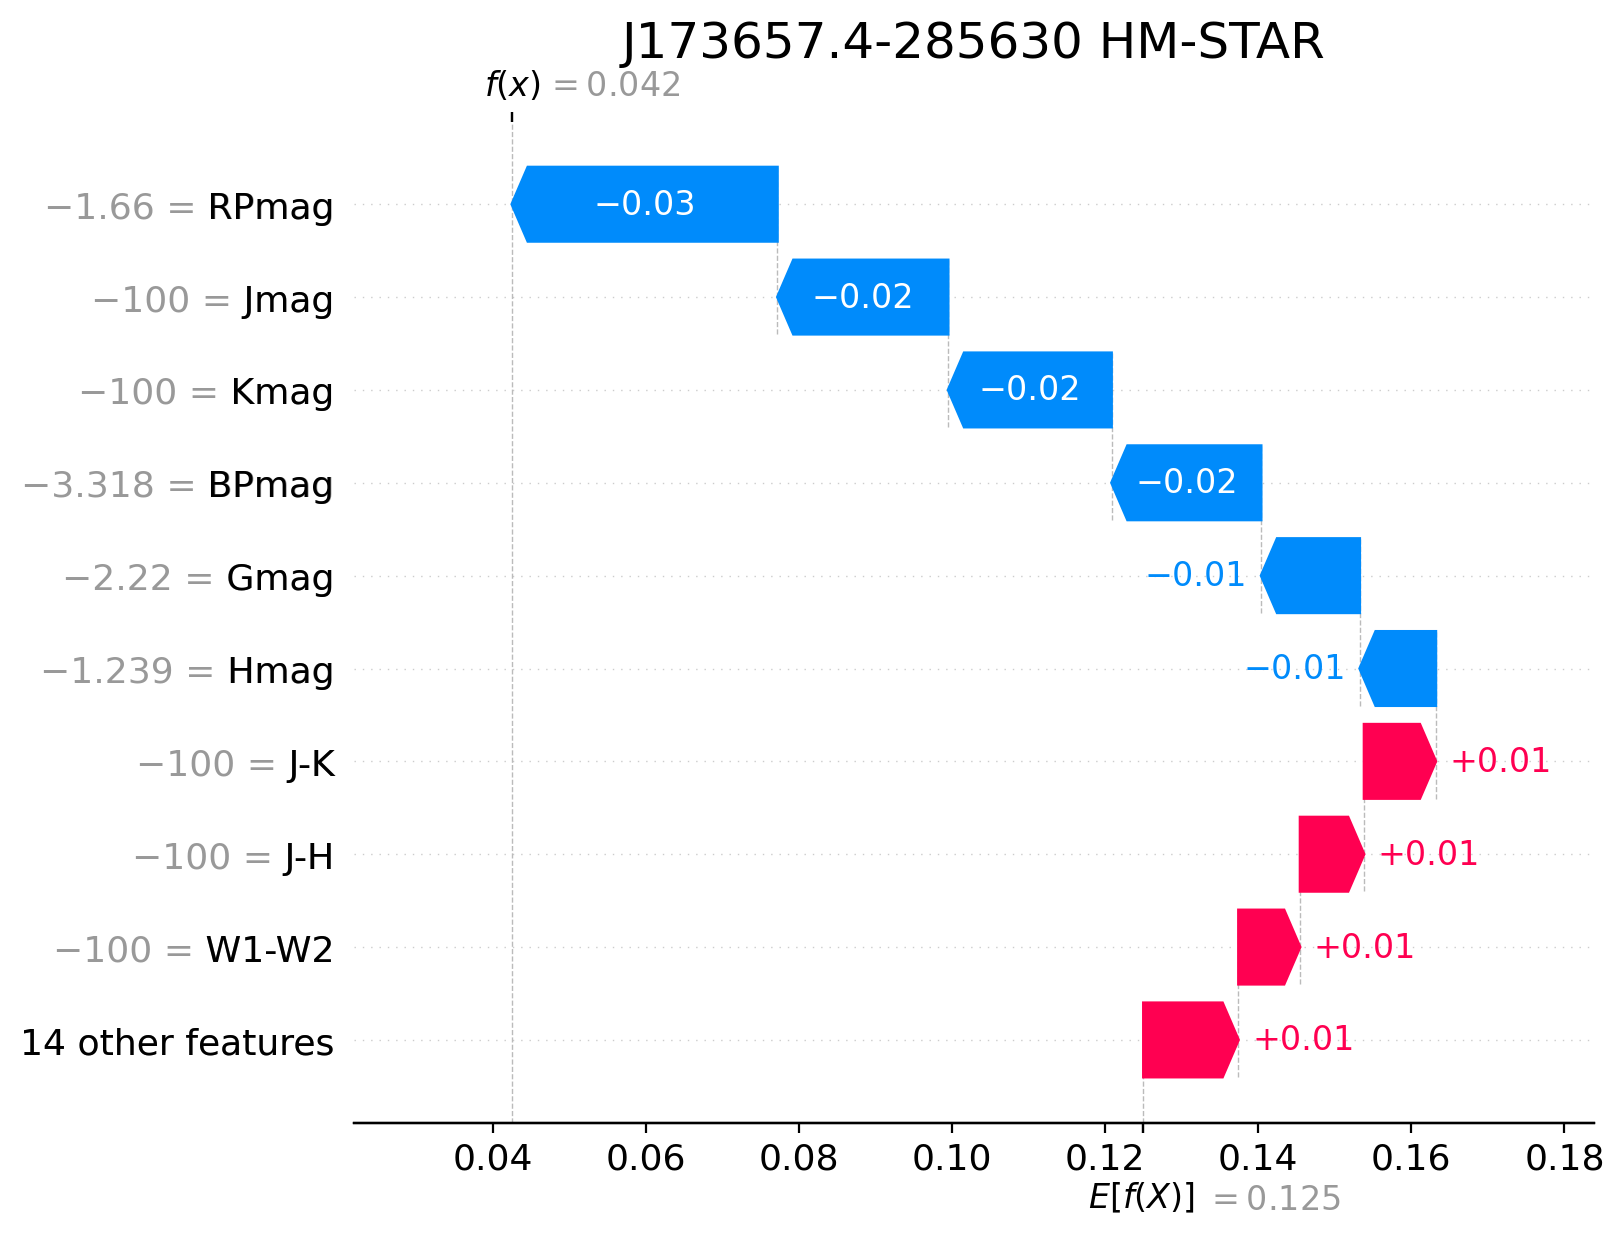 J173657.4-285630 HM-STAR
f(x) = 0.042
−1.66 = RPmag
−0.03
−100 = Jmag
−0.02
−100 = Kmag
−0.02
−3.318 = BPmag
−0.02
−2.22 = Gmag
−0.01
−1.239 = Hmag
−0.01
−100 = J-K
+0.01
−100 = J-H
+0.01
−100 = W1-W2
+0.01
14 other features
+0.01
0.04 0.06 0.08 0.10 0.12 0.14 0.16 0.18
E[f(X)] = 0.125